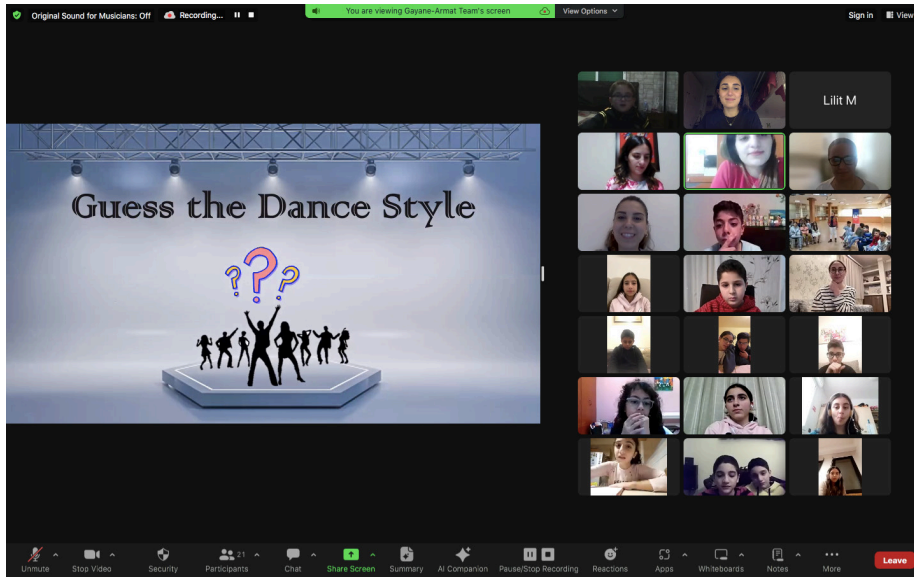 Original Sound for Musicians: Off
Recording...
You are viewing Gayane-Armat Team's screen
View Options
Sign in
View
Lilit M
Guess the Dance Style
? ? ?
Unmute
Stop Video
Security
Participants
21
Chat
Share Screen
Summary
AI Companion
Pause/Stop Recording
Reactions
Apps
Whiteboards
Notes
More
Leave